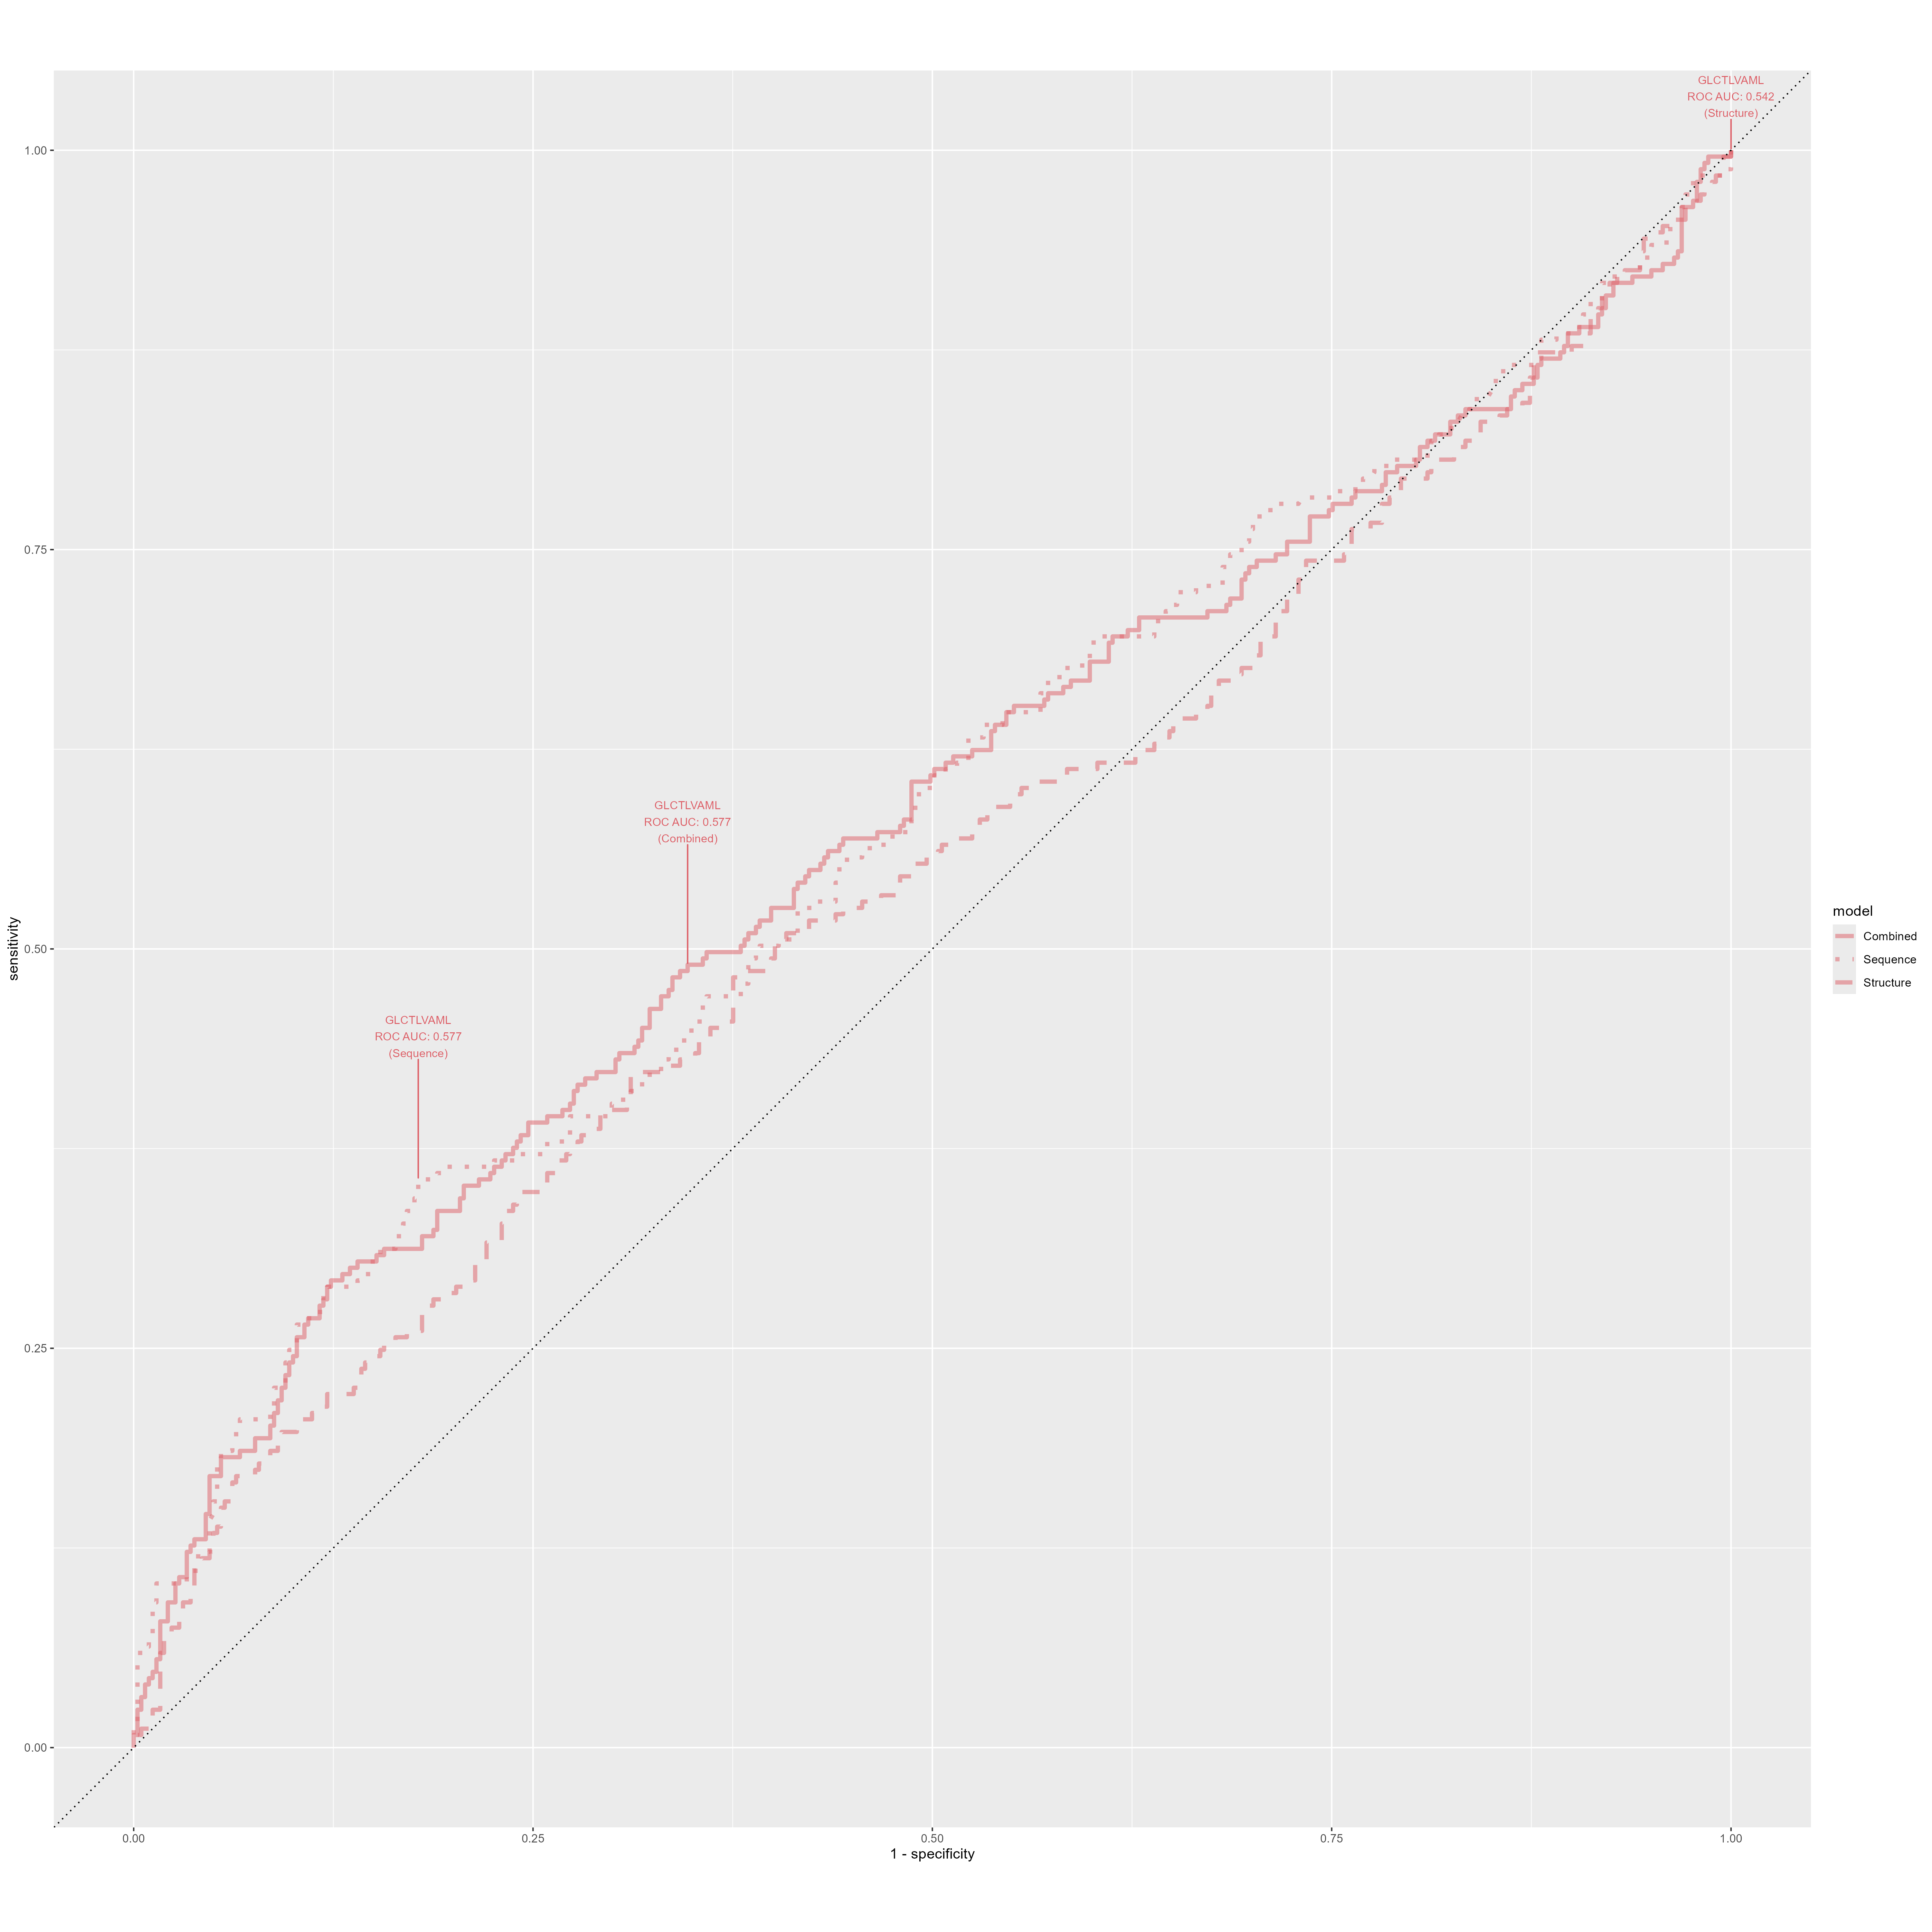 GLCTLVAML
ROC AUC: 0.542
(Structure)
1.00
0.75
GLCTLVAML
ROC AUC: 0.577
(Combined)
model
Combined
Sequence
Structure
sensitivity
0.50
GLCTLVAML
ROC AUC: 0.577
(Sequence)
0.25
0.00
0.00
0.25
0.50
0.75
1.00
1 - specificity